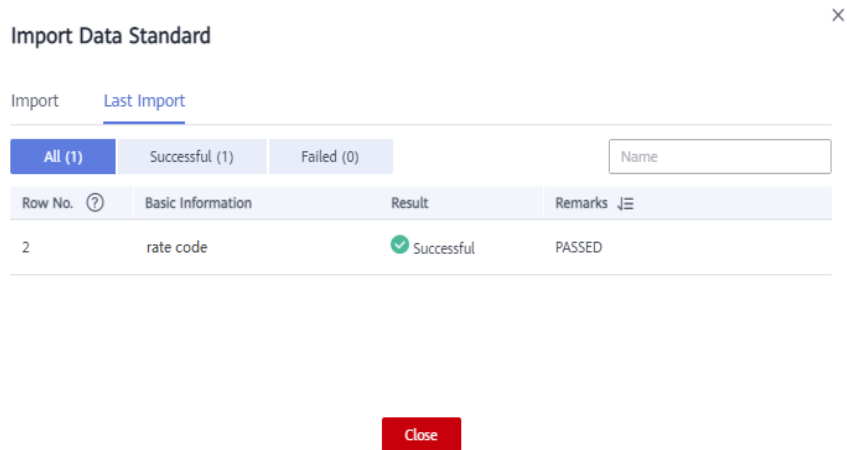 Import Data Standard
Import Last Import
All (1) Successful (1) Failed (0) Name
Row No. ? Basic Information Result Remarks
2 rate code Successful PASSED
Close